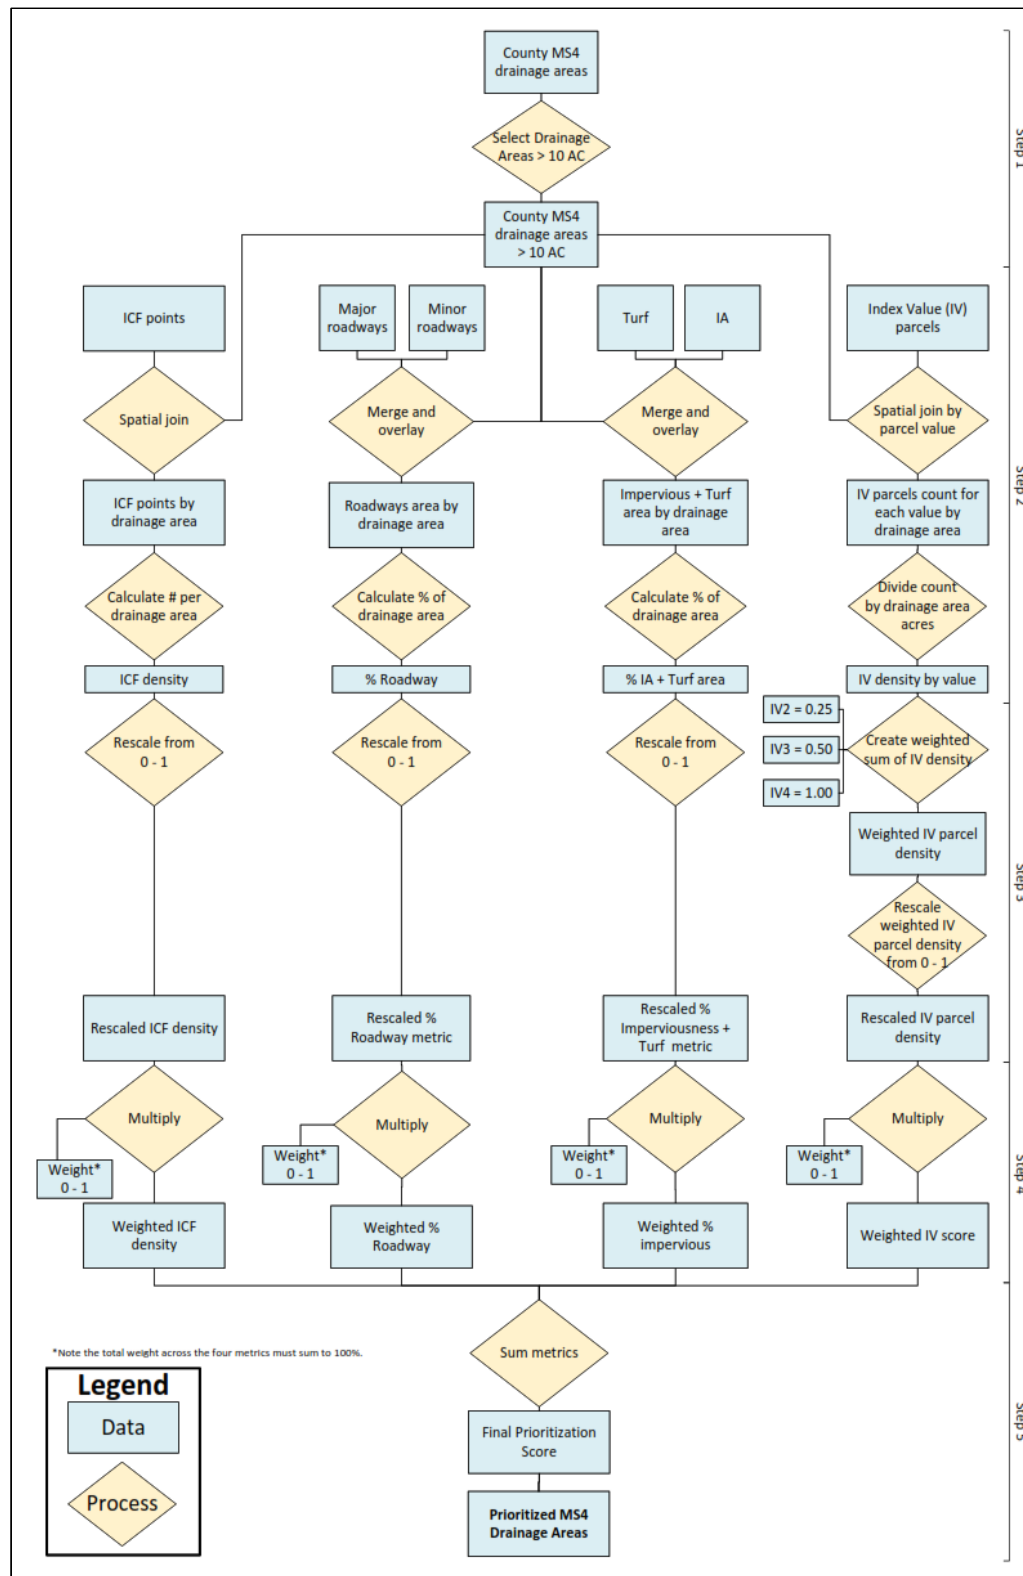 County MS4
drainage areas
Select Drainage
Areas > 10 AC
Step 1
County MS4
drainage areas
> 10 AC
ICF points
Major
roadways
Minor
roadways
Turf
IA
Index Value (IV)
parcels
Spatial join
Merge and
overlay
Merge and
overlay
Spatial join by
parcel value
Step 2
ICF points by
drainage area
Roadways area by
drainage area
Impervious + Turf
area by drainage
area
IV parcels count for
each value by
drainage area
Calculate # per
drainage area
Calculate % of
drainage area
Calculate % of
drainage area
Divide count
by drainage area
acres
ICF density
% Roadway
% IA + Turf area
IV density by value
Rescale from
0 - 1
Rescale from
0 - 1
Rescale from
0 - 1
IV2 = 0.25
IV3 = 0.50
IV4 = 1.00
Create weighted
sum of IV density
Weighted IV parcel
density
Step 3
Rescale
weighted IV
parcel density
from 0 - 1
Rescaled ICF density
Rescaled %
Roadway metric
Rescaled %
Imperviousness +
Turf metric
Rescaled IV parcel
density
Multiply
Multiply
Multiply
Multiply
Weight*
0 - 1
Weight*
0 - 1
Weight*
0 - 1
Weight*
0 - 1
Step 4
Weighted ICF
density
Weighted %
Roadway
Weighted %
impervious
Weighted IV score
Sum metrics
*Note the total weight across the four metrics must sum to 100%.
Legend
Data
Process
Final Prioritization
Score
Step 5
Prioritized MS4
Drainage Areas